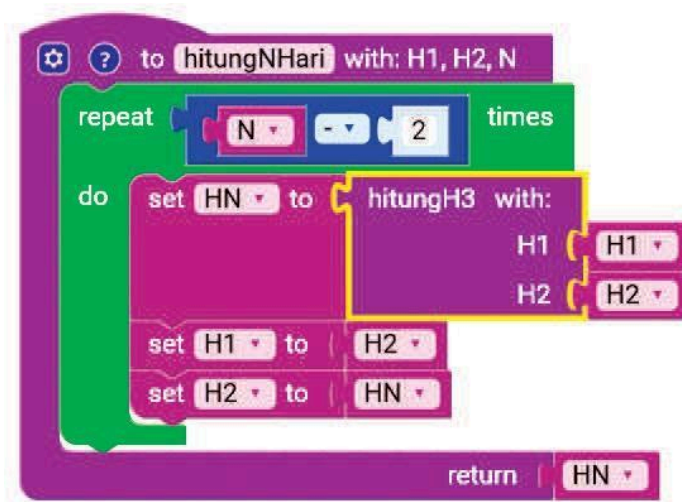 ? to hitungNHari with: H1, H2, N
repeat N - 2 times
do set HN to hitungH3 with:
H1 H1
H2 H2
set H1 to H2
set H2 to HN
return HN